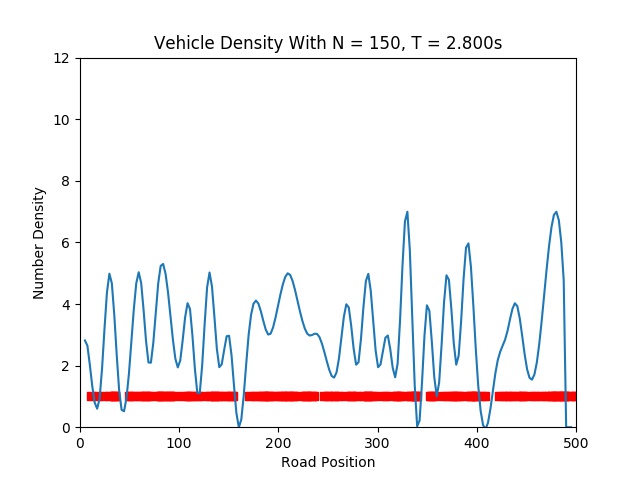 Vehicle Density With N = 150, T = 2.800s
12
10
8
6
4
2
0
Number Density
0 100 200 300 400 500
Road Position